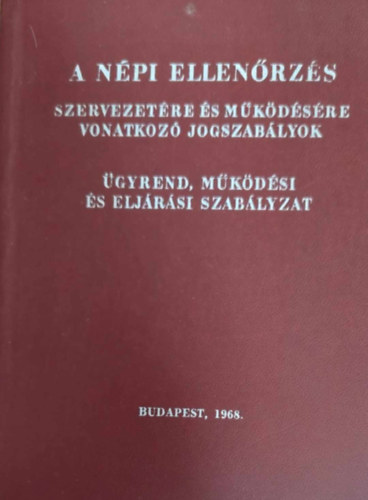 A NÉPI ELLENŐRZÉS
SZERVEZETÉRE ÉS MŰKÖDÉSÉRE
VONATKOZÓ JOGSZABÁLYOK
ÜGYREND, MŰKÖDÉSI
ÉS ELJÁRÁSI SZABÁLYZAT
BUDAPEST, 1968.